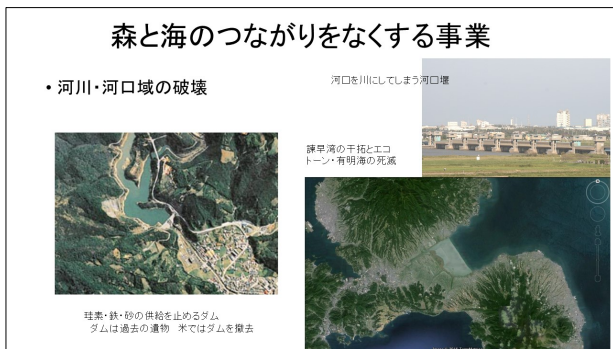 森と海のつながりをなくする事業
• 河川・河口域の破壊
河口を川にしてしまう河口堰
諫早湾の干拓とエコ
トーン・有明海の死滅
珪素・鉄・砂の供給を止めるダム
ダムは過去の遺物 米ではダムを撤去